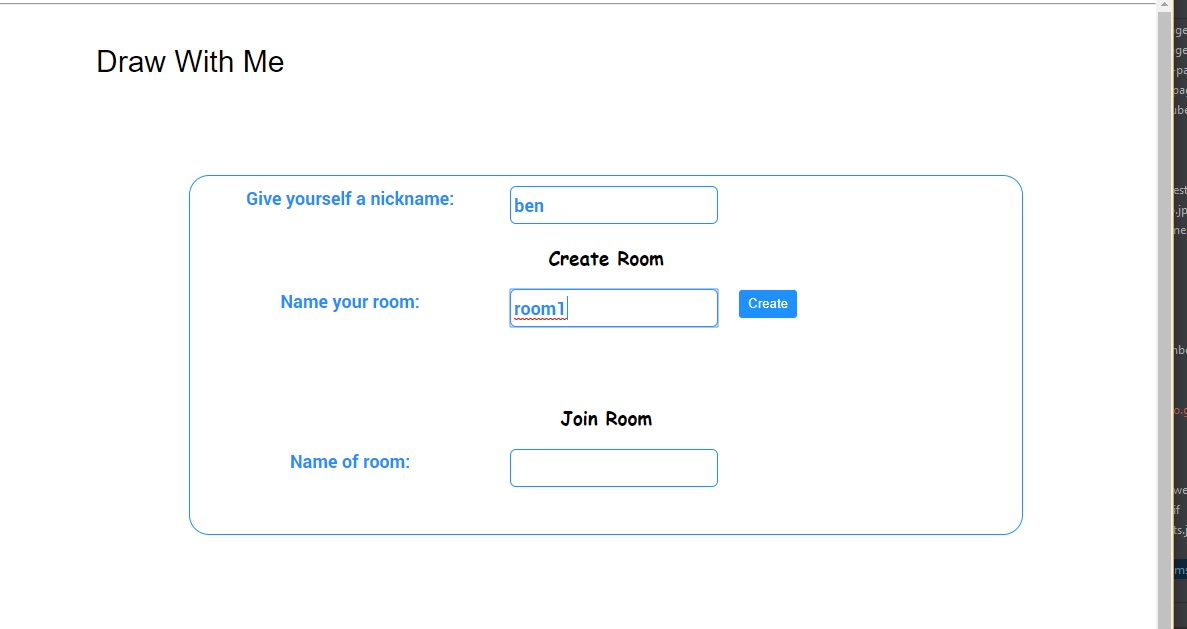 Draw With Me
Give yourself a nickname:
ben
Create Room
Name your room:
room1
Create
Join Room
Name of room: